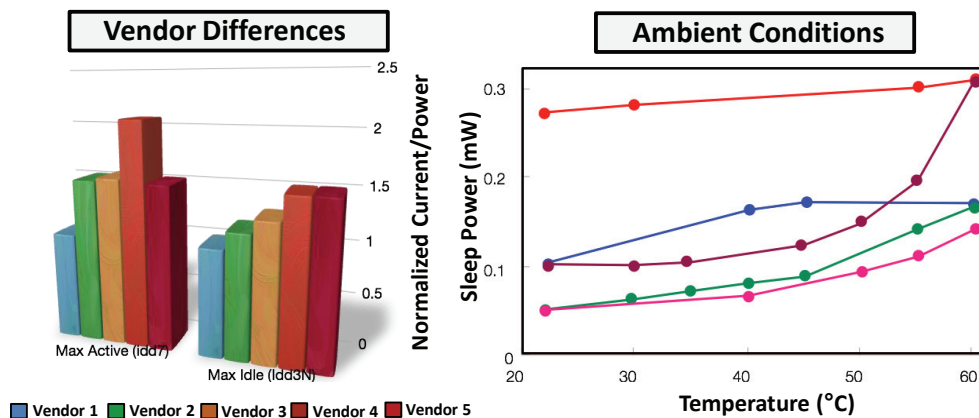 Vendor Differences
2.5
2
1.5
1
0.5
0
Normalized Current/Power
Max Active (idd7)
Max Idle (Idd3N)
Vendor 1 Vendor 2 Vendor 3 Vendor 4 Vendor 5
Ambient Conditions
Sleep Power (mW)
0.3
0.2
0.1
0
20 30 40 50 60
Temperature (°C)